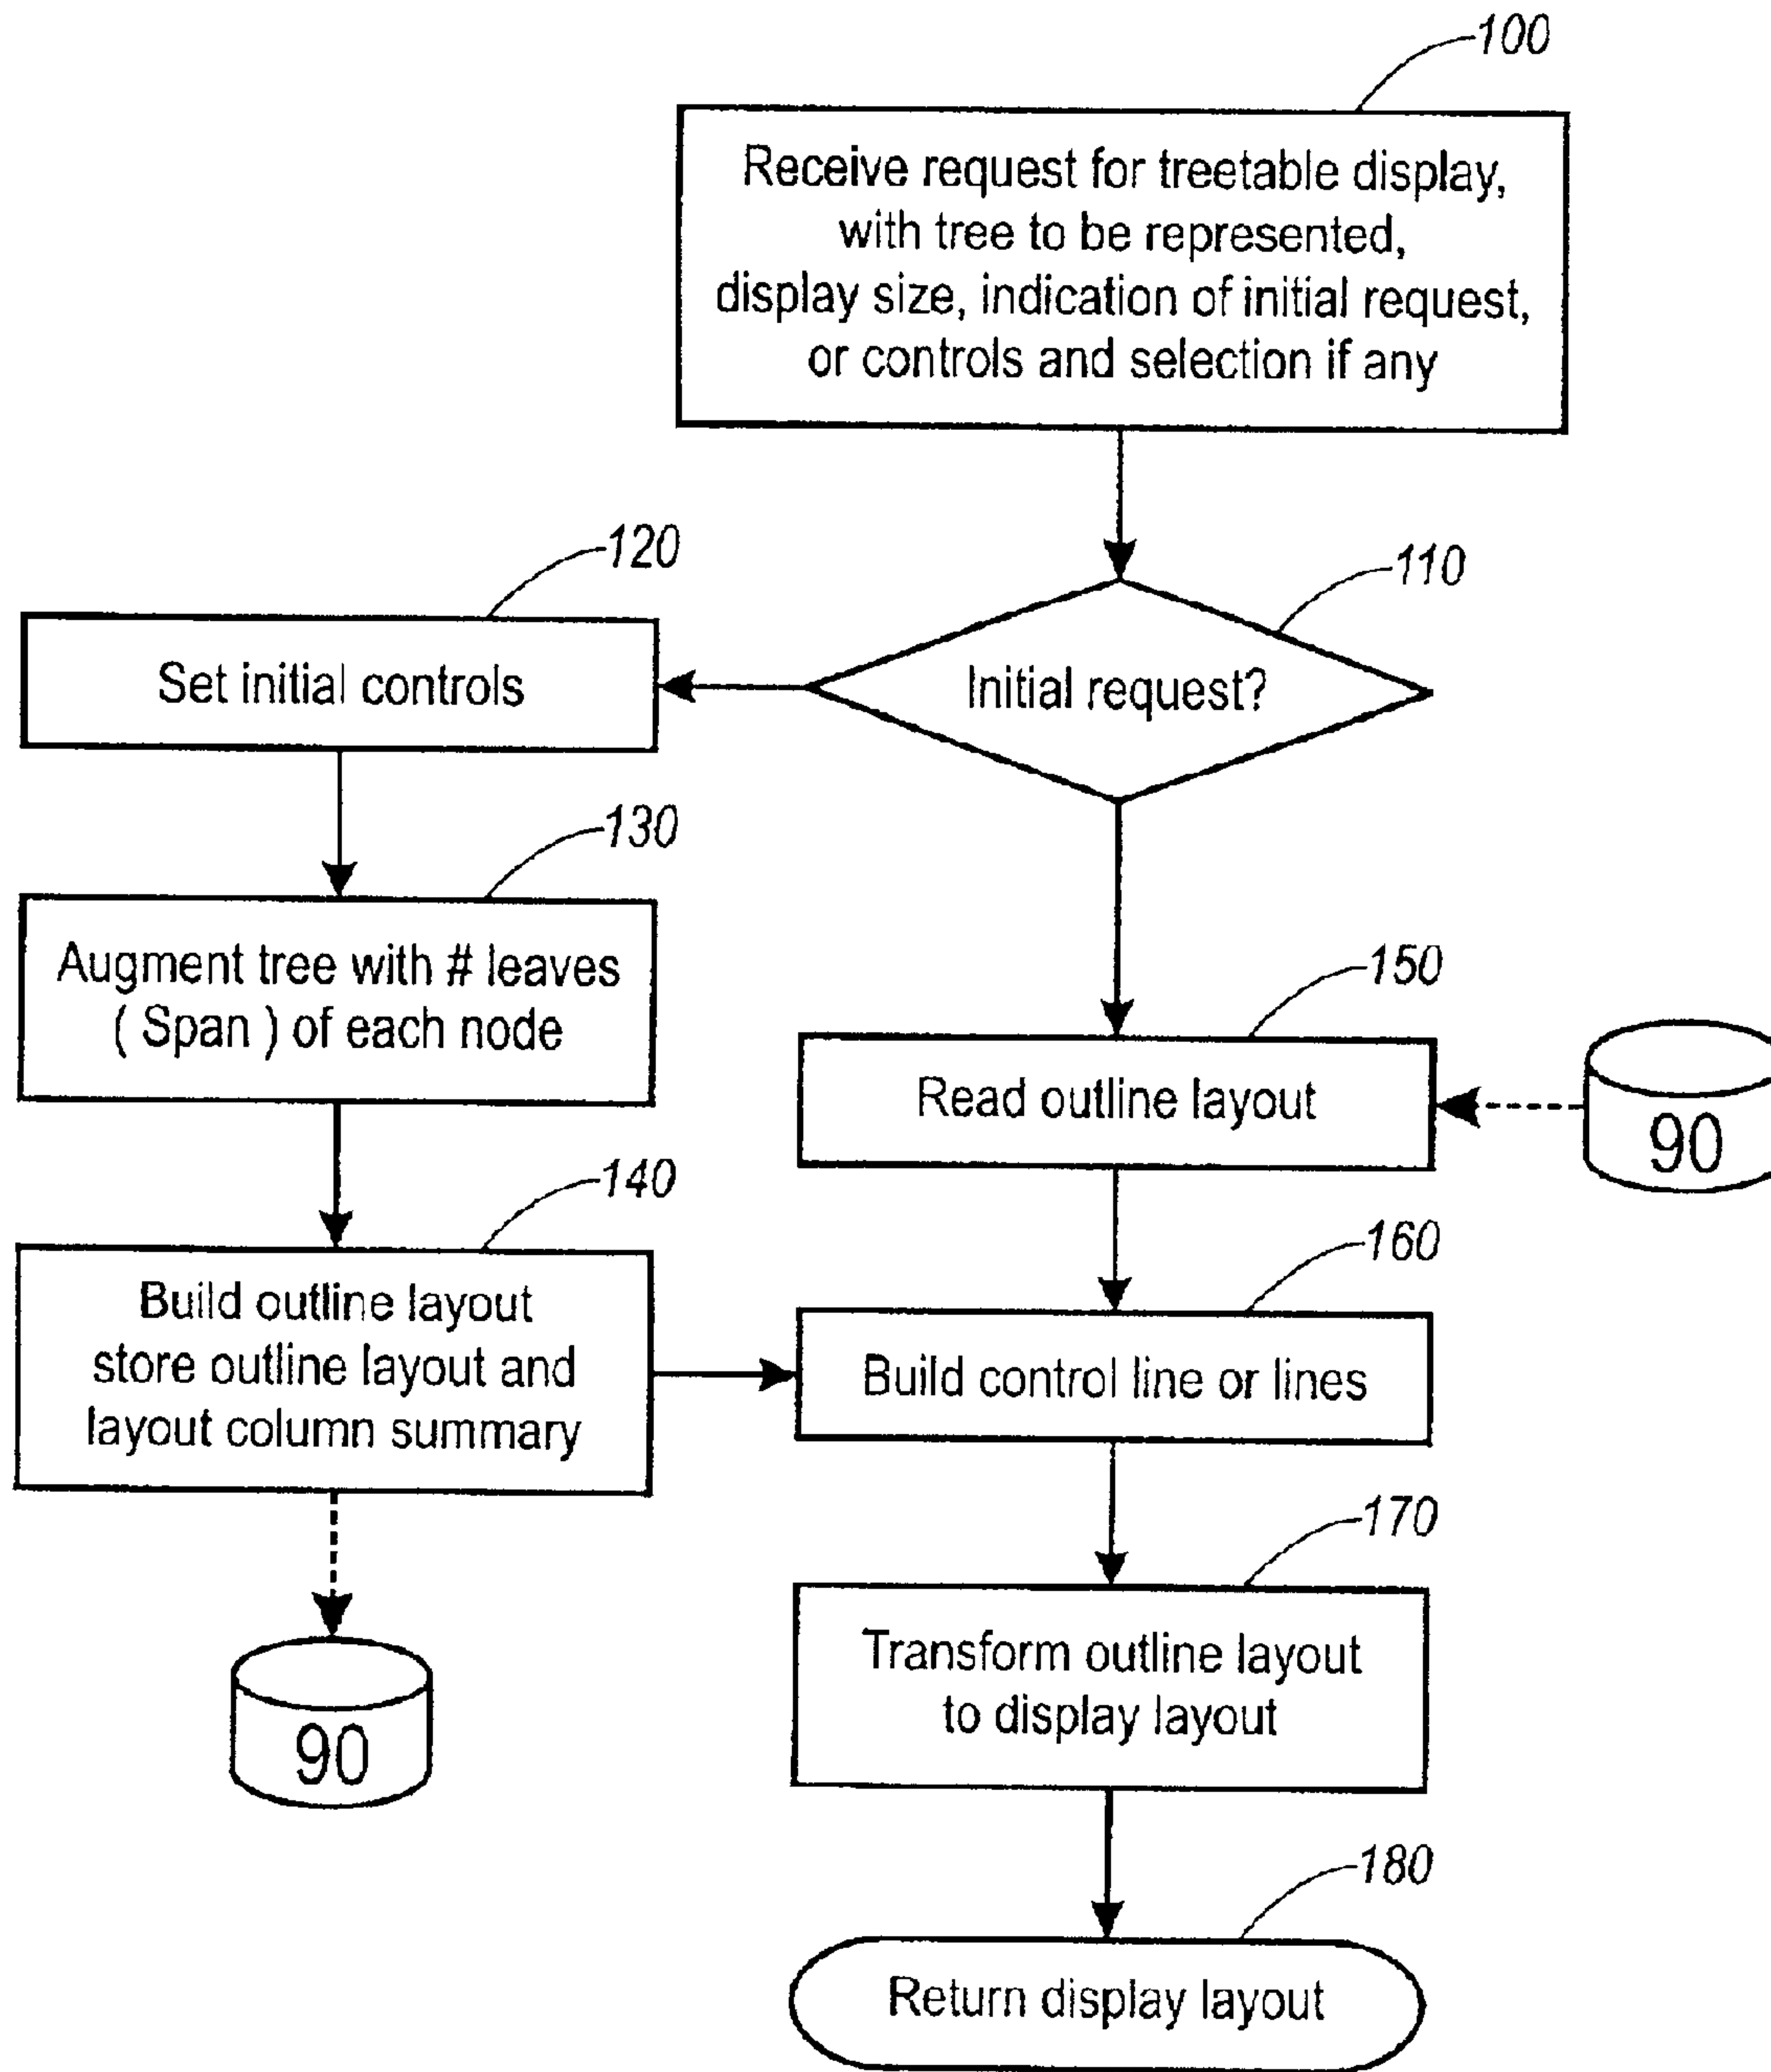 100
Receive request for treetable display,
with tree to be represented,
display size, indication of initial request,
or controls and selection if any
110
Initial request?
120
Set initial controls
130
Augment tree with # leaves
( Span ) of each node
140
Build outline layout
store outline layout and
layout column summary
90
150
Read outline layout
90
160
Build control line or lines
170
Transform outline layout
to display layout
180
Return display layout